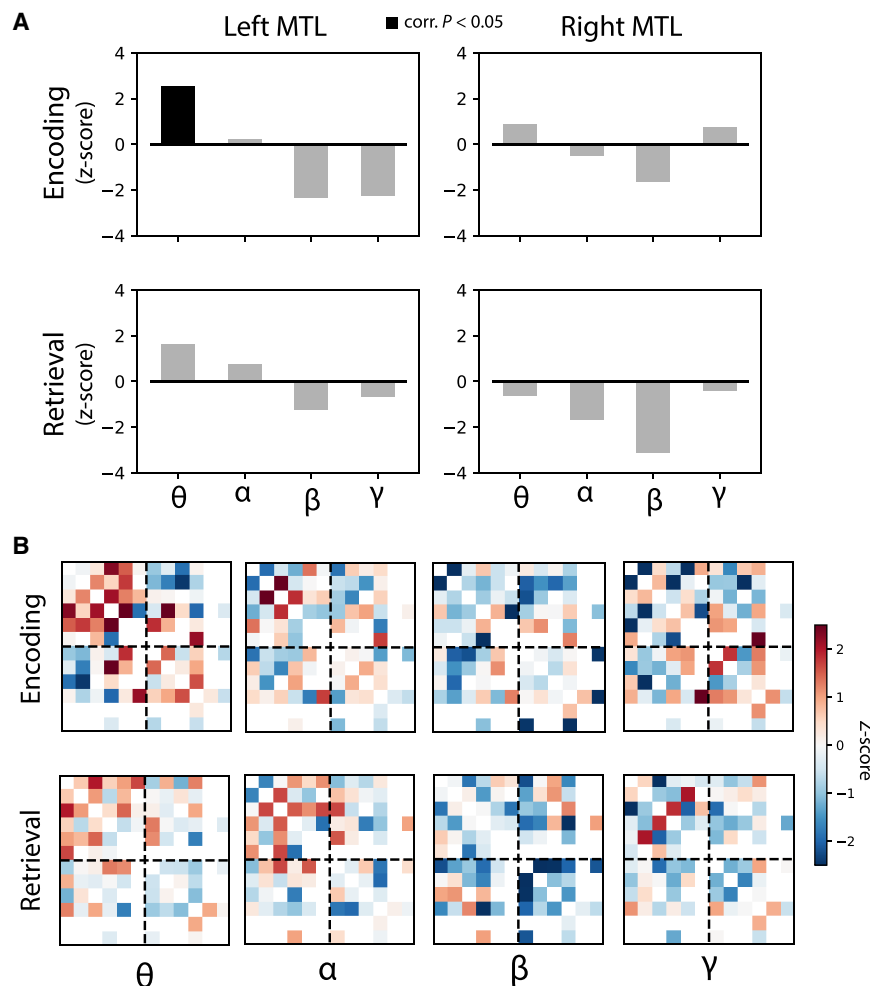 A
Left MTL
corr. P < 0.05
Right MTL
Encoding
(z-score)
4
2
0
−2
−4
4
2
0
−2
−4
Retrieval
(z-score)
4
2
0
−2
−4
4
2
0
−2
−4
θ α β γ
θ α β γ
B
Encoding
Retrieval
θ α β γ
2
1
0
−1
−2
Z-score